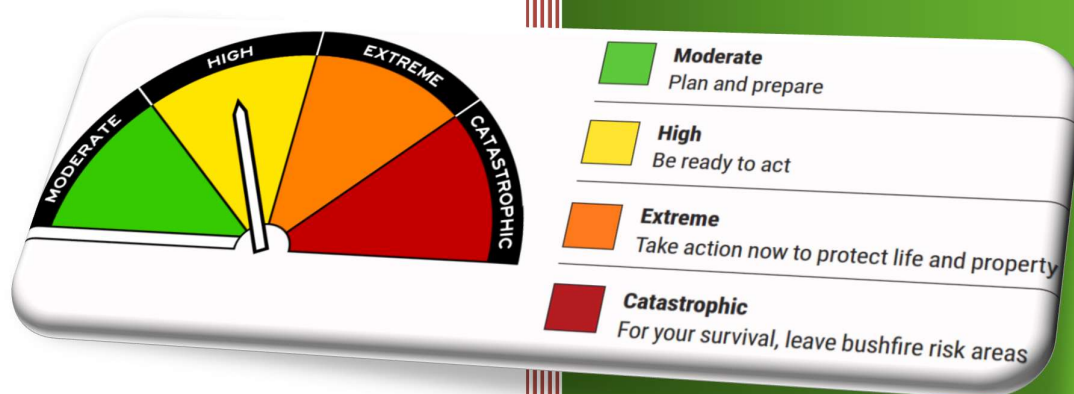 MODERATE
HIGH
EXTREME
CATASTROPHIC
Moderate
Plan and prepare
High
Be ready to act
Extreme
Take action now to protect life and property
Catastrophic
For your survival, leave bushfire risk areas